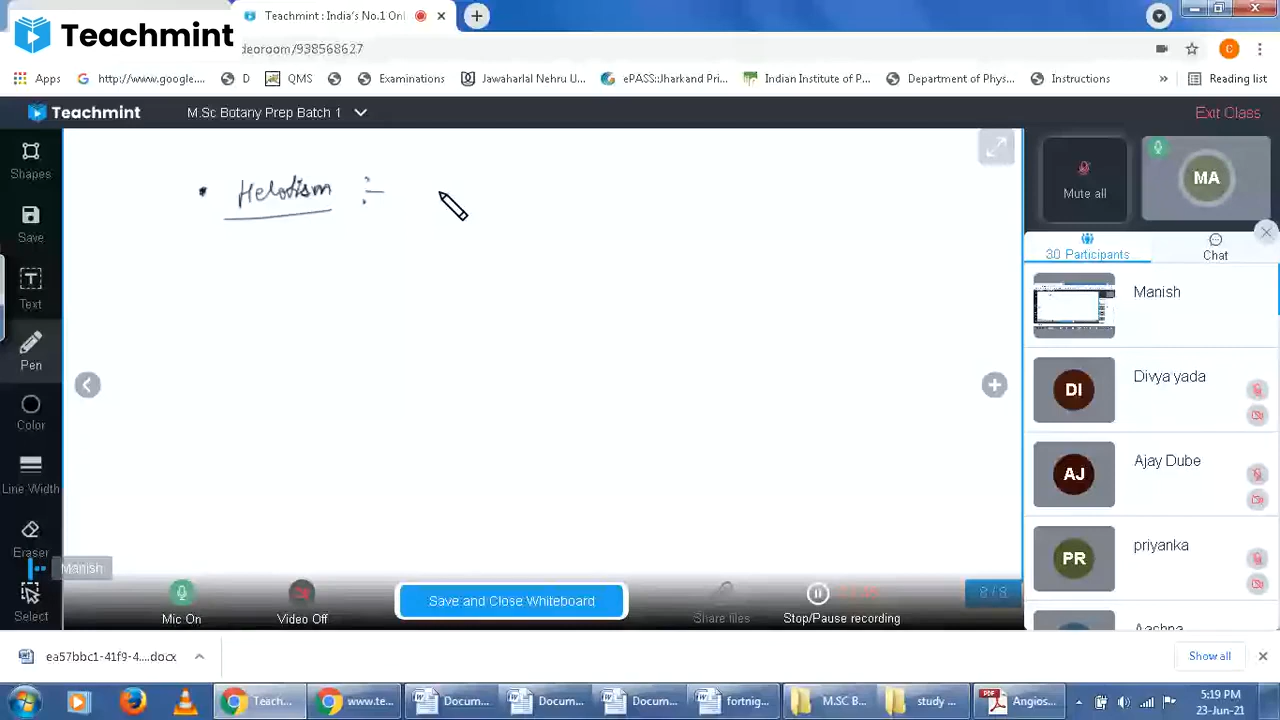 Teachmint : India's No.1 Onl
Teachmint
deoroom/938568627
Apps
http://www.google....
D
QMS
Examinations
Jawaharlal Nehru U...
ePASS::Jharkand Pri...
Indian Institute of P...
Department of Phys...
Instructions
»
Reading list
Teachmint
M.Sc Botany Prep Batch 1
Exit Class
Shapes
Save
Text
Pen
Color
Line Width
Eraser
Select
• Helotism :-
Mute all
MA
30 Participants
Chat
Manish
DI
Divya yada
AJ
Ajay Dube
PR
priyanka
Aashna
Manish
Mic On
Video Off
Save and Close Whiteboard
Share files
Stop/Pause recording
8 / 8
ea57bbc1-41f9-4....docx
Show all
Teach...
www.te...
Docum...
Docum...
Docum...
fortnig...
M.SC B...
study ...
Angios...
5:19 PM
23-Jun-21